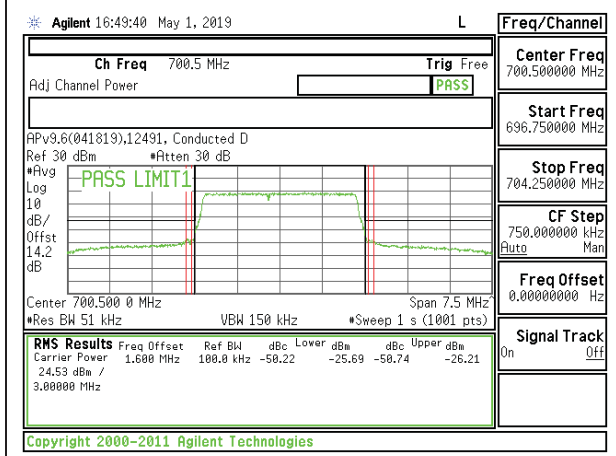 Agilent 16:49:40 May 1, 2019 L
Freq/Channel
Ch Freq 700.5 MHz Trig Free
Adj Channel Power PASS
APv9.6(041819),12491, Conducted D
Ref 30 dBm #Atten 30 dB
#Avg
Log
10
dB/
Offst
14.2
dB
PASS LIMIT1
Center 700.500 0 MHz Span 7.5 MHz^
#Res BW 51 kHz VBW 150 kHz #Sweep 1 s (1001 pts)
RMS Results Freq Offset Ref BW dBc Lower dBm dBc Upper dBm
Carrier Power 1.600 MHz 100.0 kHz -50.22 -25.69 -50.74 -26.21
24.53 dBm /
3.00000 MHz
Center Freq
700.500000 MHz
Start Freq
696.750000 MHz
Stop Freq
704.250000 MHz
CF Step
750.000000 kHz
Auto Man
Freq Offset
0.00000000 Hz
Signal Track
On Off
Copyright 2000-2011 Agilent Technologies